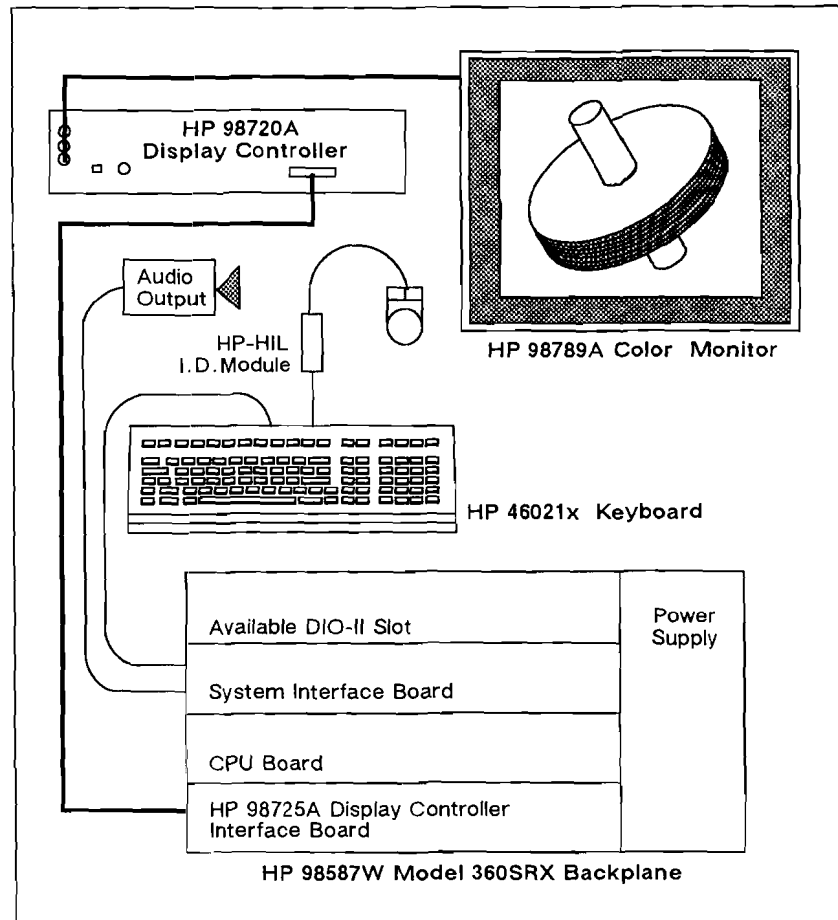 HP 98720A
Display Controller
Audio
Output
HP-HIL
I.D.Module
HP 98789A Color Monitor
HP 46021x Keyboard
Available DIO-II Slot
Power
Supply
System Interface Board
CPU Board
HP 98725A Display Controller
Interface Board
HP 98587W Model 360SRX Backplane